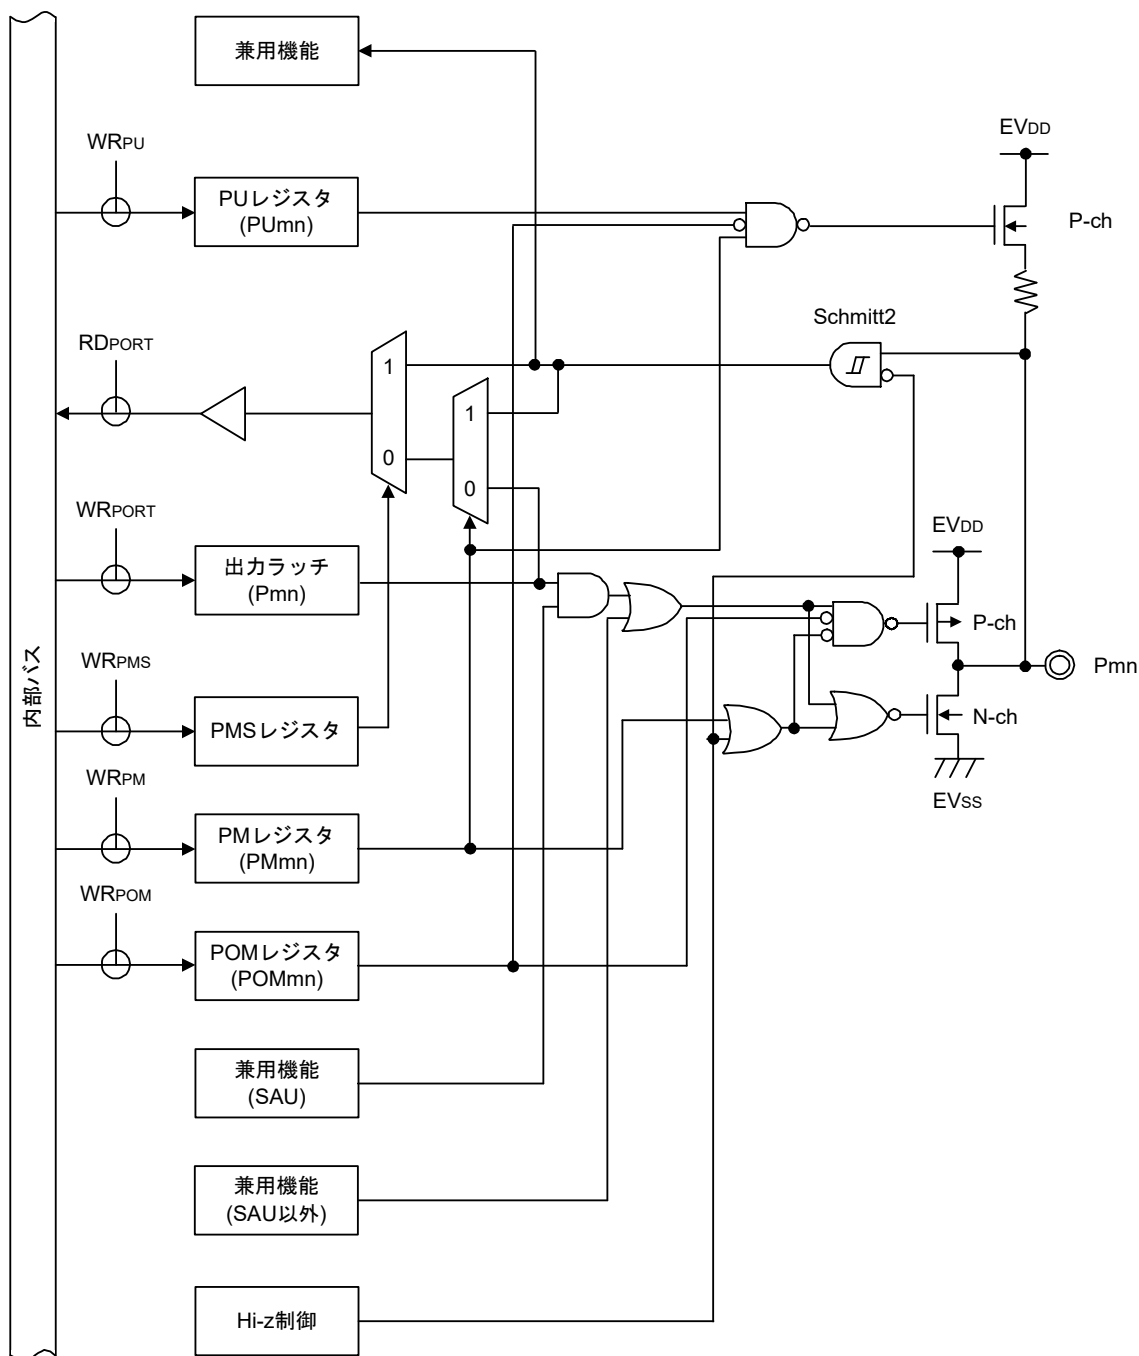 兼用機能
WRPU
PUレジスタ
(PUmn)
EVDD
P-ch
RDPORT
Schmitt2
1
0
1
0
WRPORT
出力ラッチ
(Pmn)
EVDD
P-ch
Pmn
N-ch
EVSS
内部バス
WRPMS
PMSレジスタ
WRPM
PMレジスタ
(PMmn)
WRPOM
POMレジスタ
(POMmn)
兼用機能
(SAU)
兼用機能
(SAU以外)
Hi-z制御